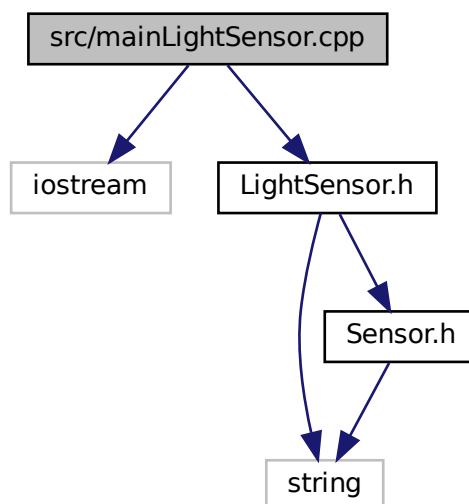 src/mainLightSensor.cpp
iostream
LightSensor.h
Sensor.h
string